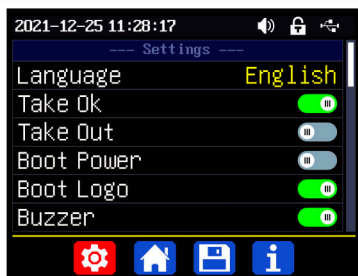 2021-12-25 11:28:17
--- Settings ---
Language English
Take Ok
Take Out
Boot Power
Boot Logo
Buzzer